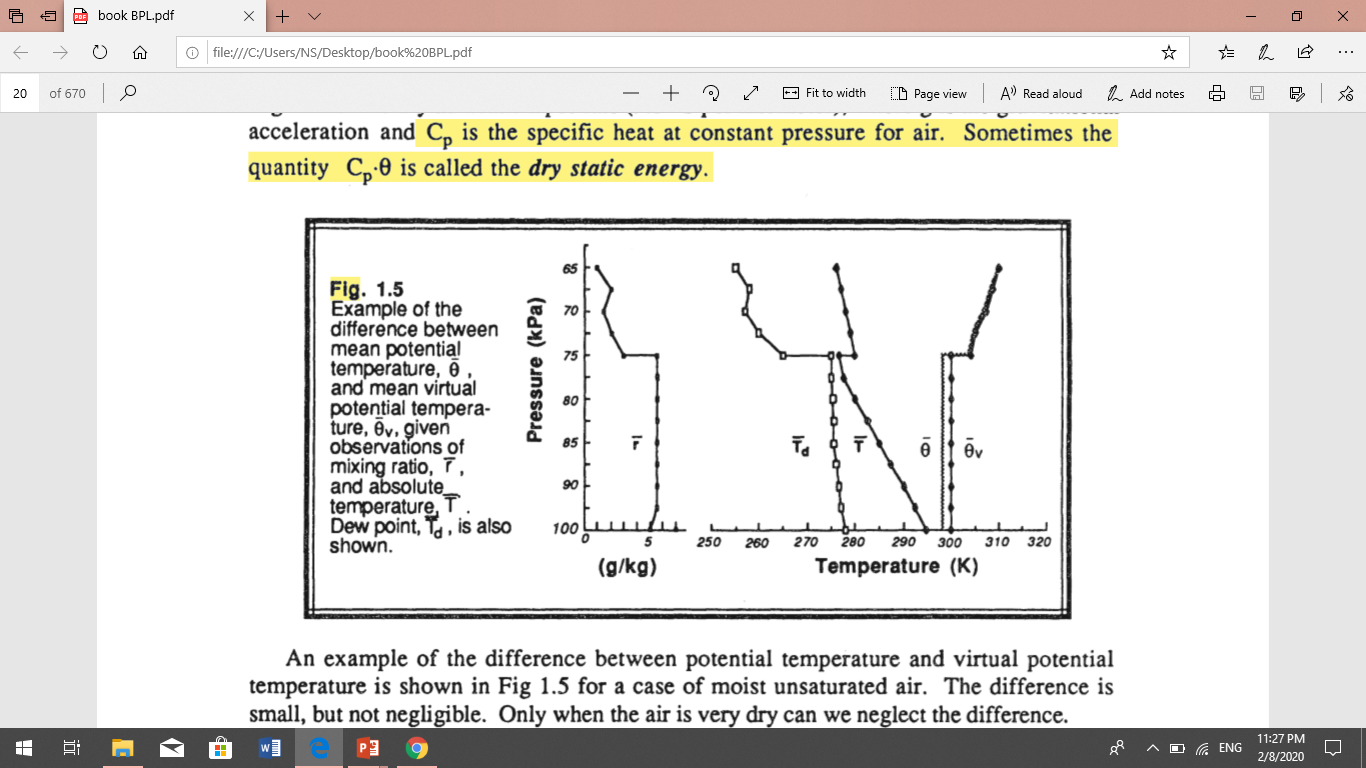 book BPL.pdf
file:///C:/Users/NS/Desktop/book%20BPL.pdf
20 of 670
Fit to width
Page view
Read aloud
Add notes
acceleration and Cp is the specific heat at constant pressure for air. Sometimes the
quantity Cp·θ is called the dry static energy.
Fig. 1.5
Example of the
difference between
mean potential
temperature, θ̄ ,
and mean virtual
potential tempera-
ture, θ̄v, given
observations of
mixing ratio, r̄ ,
and absolute
temperature, T̄ .
Dew point, T̄d , is also
shown.
Pressure (kPa)
65
70
75
80
85
90
100
r̄
0 5
(g/kg)
T̄d T̄ θ̄ θ̄v
250 260 270 280 290 300 310 320
Temperature (K)
An example of the difference between potential temperature and virtual potential
temperature is shown in Fig 1.5 for a case of moist unsaturated air. The difference is
small, but not negligible. Only when the air is very dry can we neglect the difference.
ENG
11:27 PM
2/8/2020